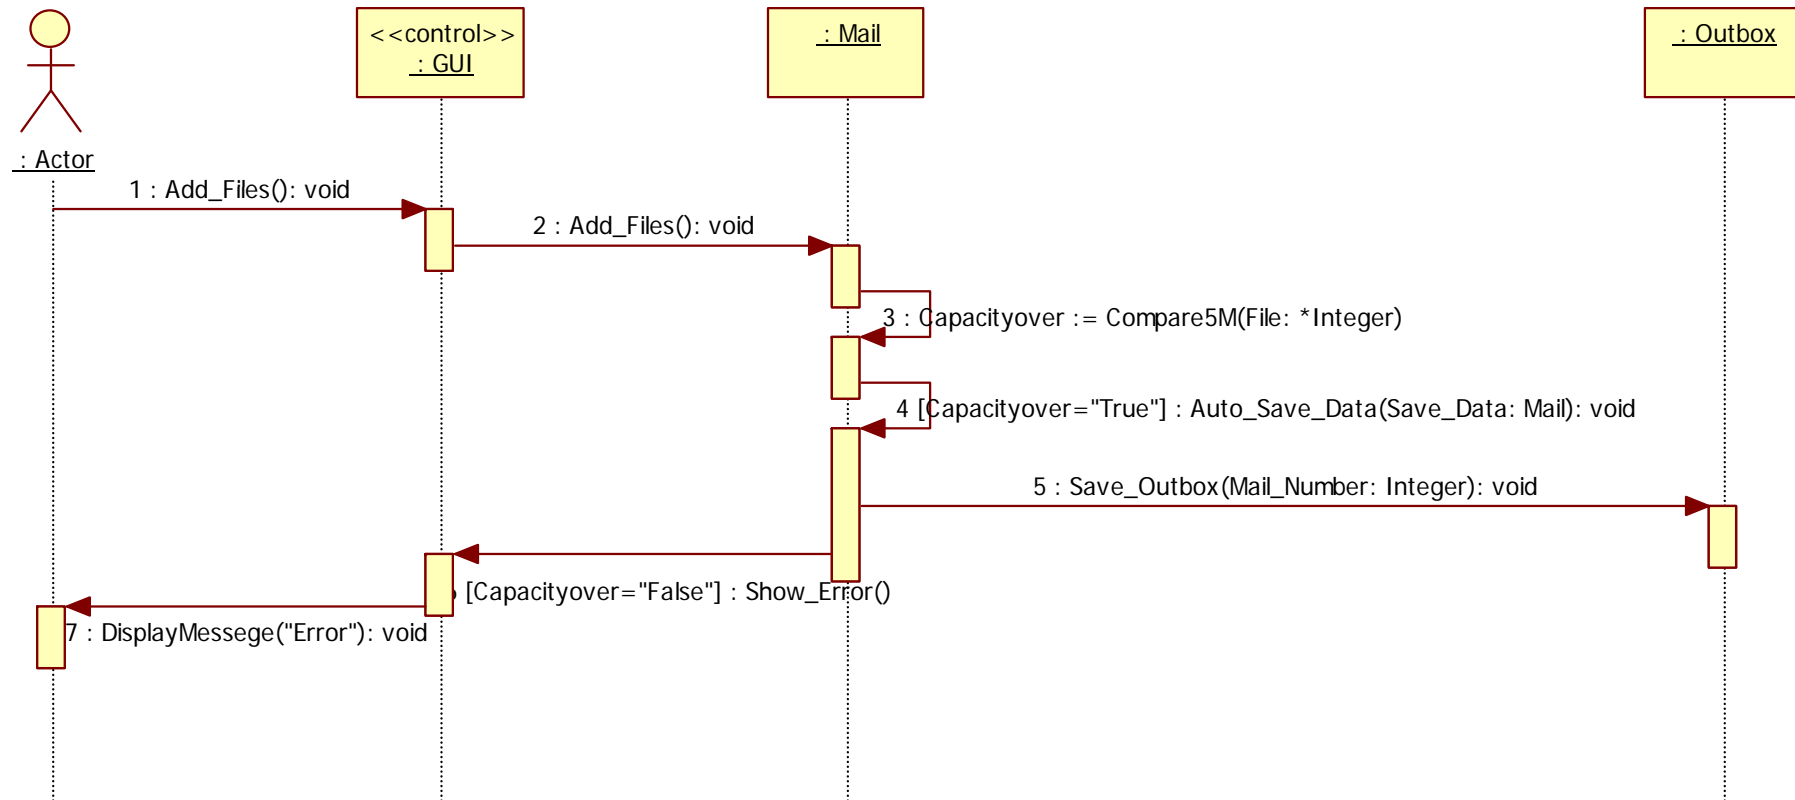 <<control>>
: GUI
: Mail
: Outbox
: Actor
1 : Add_Files(): void
2 : Add_Files(): void
3 : Capacityover := Compare5M(File: *Integer)
4 [Capacityover="True"] : Auto_Save_Data(Save_Data: Mail): void
5 : Save_Outbox(Mail_Number: Integer): void
[Capacityover="False"] : Show_Error()
7 : DisplayMessege("Error"): void